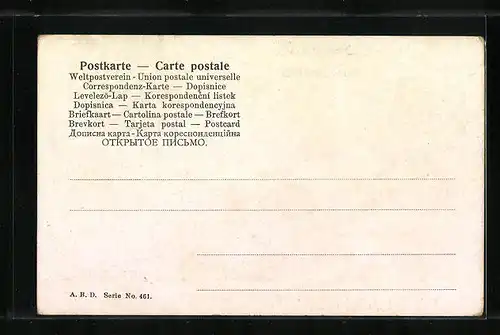 Postkarte — Carte postale
Weltpostverein - Union postale universelle
Correspondenz-Karte — Dopisnice
Levelező-Lap — Korespondenční lístek
Dopisnica — Karta korespondencyjna
Briefkaart — Cartolina postale — Brefkort
Brevkort — Tarjeta postal — Postcard
Дописна карта - Карта кореспонденційна
ОТКРЫТОЕ ПИСЬМО.
A. R. D. Serie No. 461.